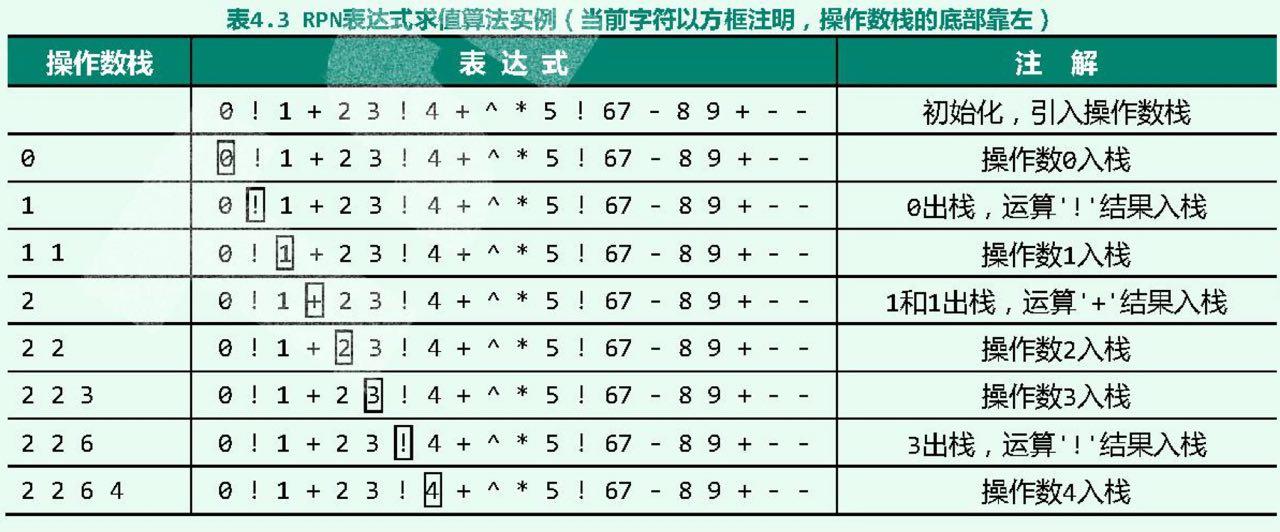 表4.3 RPN表达式求值算法实例（当前字符以方框注明，操作数栈的底部靠左）
操作数栈 表 达 式 注 解
0 ! 1 + 2 3 ! 4 + ^ * 5 ! 67 - 8 9 + - - 初始化，引入操作数栈
0 0 ! 1 + 2 3 ! 4 + ^ * 5 ! 67 - 8 9 + - - 操作数0入栈
1 0 ! 1 + 2 3 ! 4 + ^ * 5 ! 67 - 8 9 + - - 0出栈，运算'!'结果入栈
1 1 0 ! 1 + 2 3 ! 4 + ^ * 5 ! 67 - 8 9 + - - 操作数1入栈
2 0 ! 1 + 2 3 ! 4 + ^ * 5 ! 67 - 8 9 + - - 1和1出栈，运算'+'结果入栈
2 2 0 ! 1 + 2 3 ! 4 + ^ * 5 ! 67 - 8 9 + - - 操作数2入栈
2 2 3 0 ! 1 + 2 3 ! 4 + ^ * 5 ! 67 - 8 9 + - - 操作数3入栈
2 2 6 0 ! 1 + 2 3 ! 4 + ^ * 5 ! 67 - 8 9 + - - 3出栈，运算'!'结果入栈
2 2 6 4 0 ! 1 + 2 3 ! 4 + ^ * 5 ! 67 - 8 9 + - - 操作数4入栈